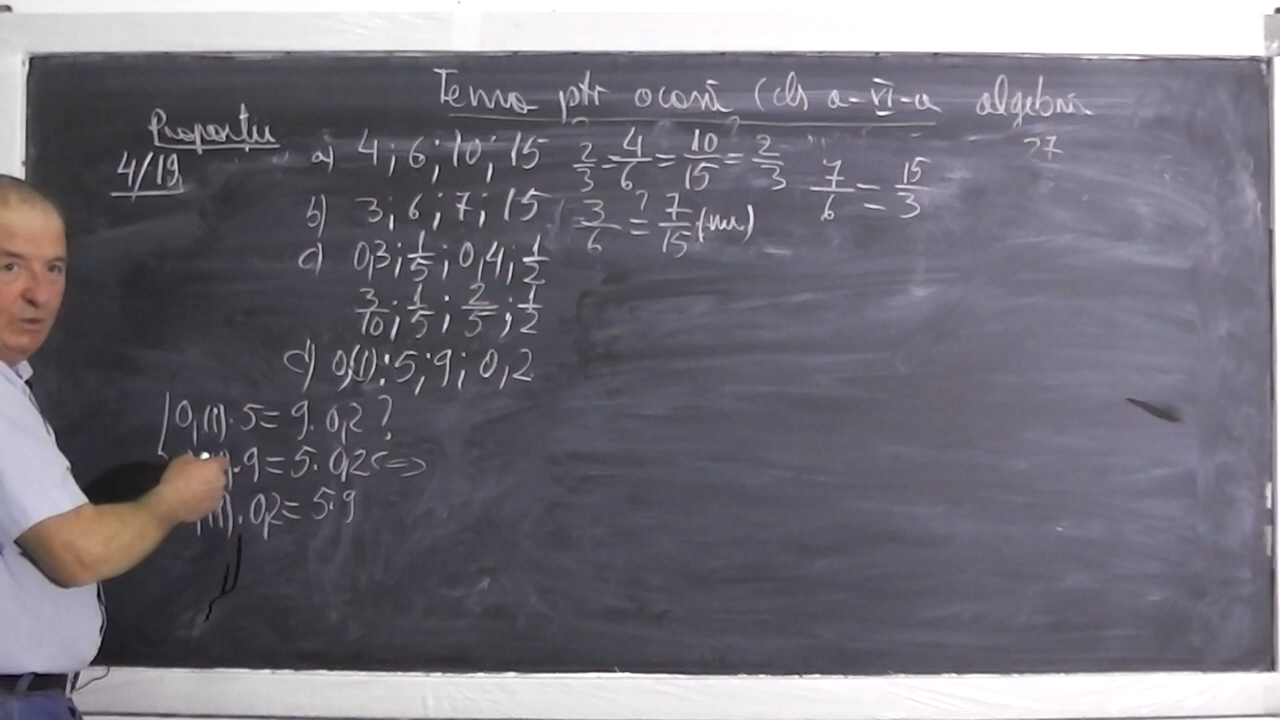 Tema ptr acasă (cls a-VI-a algebră
27
Proporții
4/19
a) 4; 6; 10; 15 2/3 = 4/6 = 10/15 = 2/3
7/6 = 15/3
b) 3; 6; 7; 15 3/6 ?= 7/15 (nu)
c) 0,3; 1/5; 0,4; 1/2
3/10; 1/5; 2/5; 1/2
d) 0,(1); 5; 9; 0,2
0,(1)·5 = 9·0,2 ?
·9 = 5·0,2 <=>
(1)·0,2 = 5·9